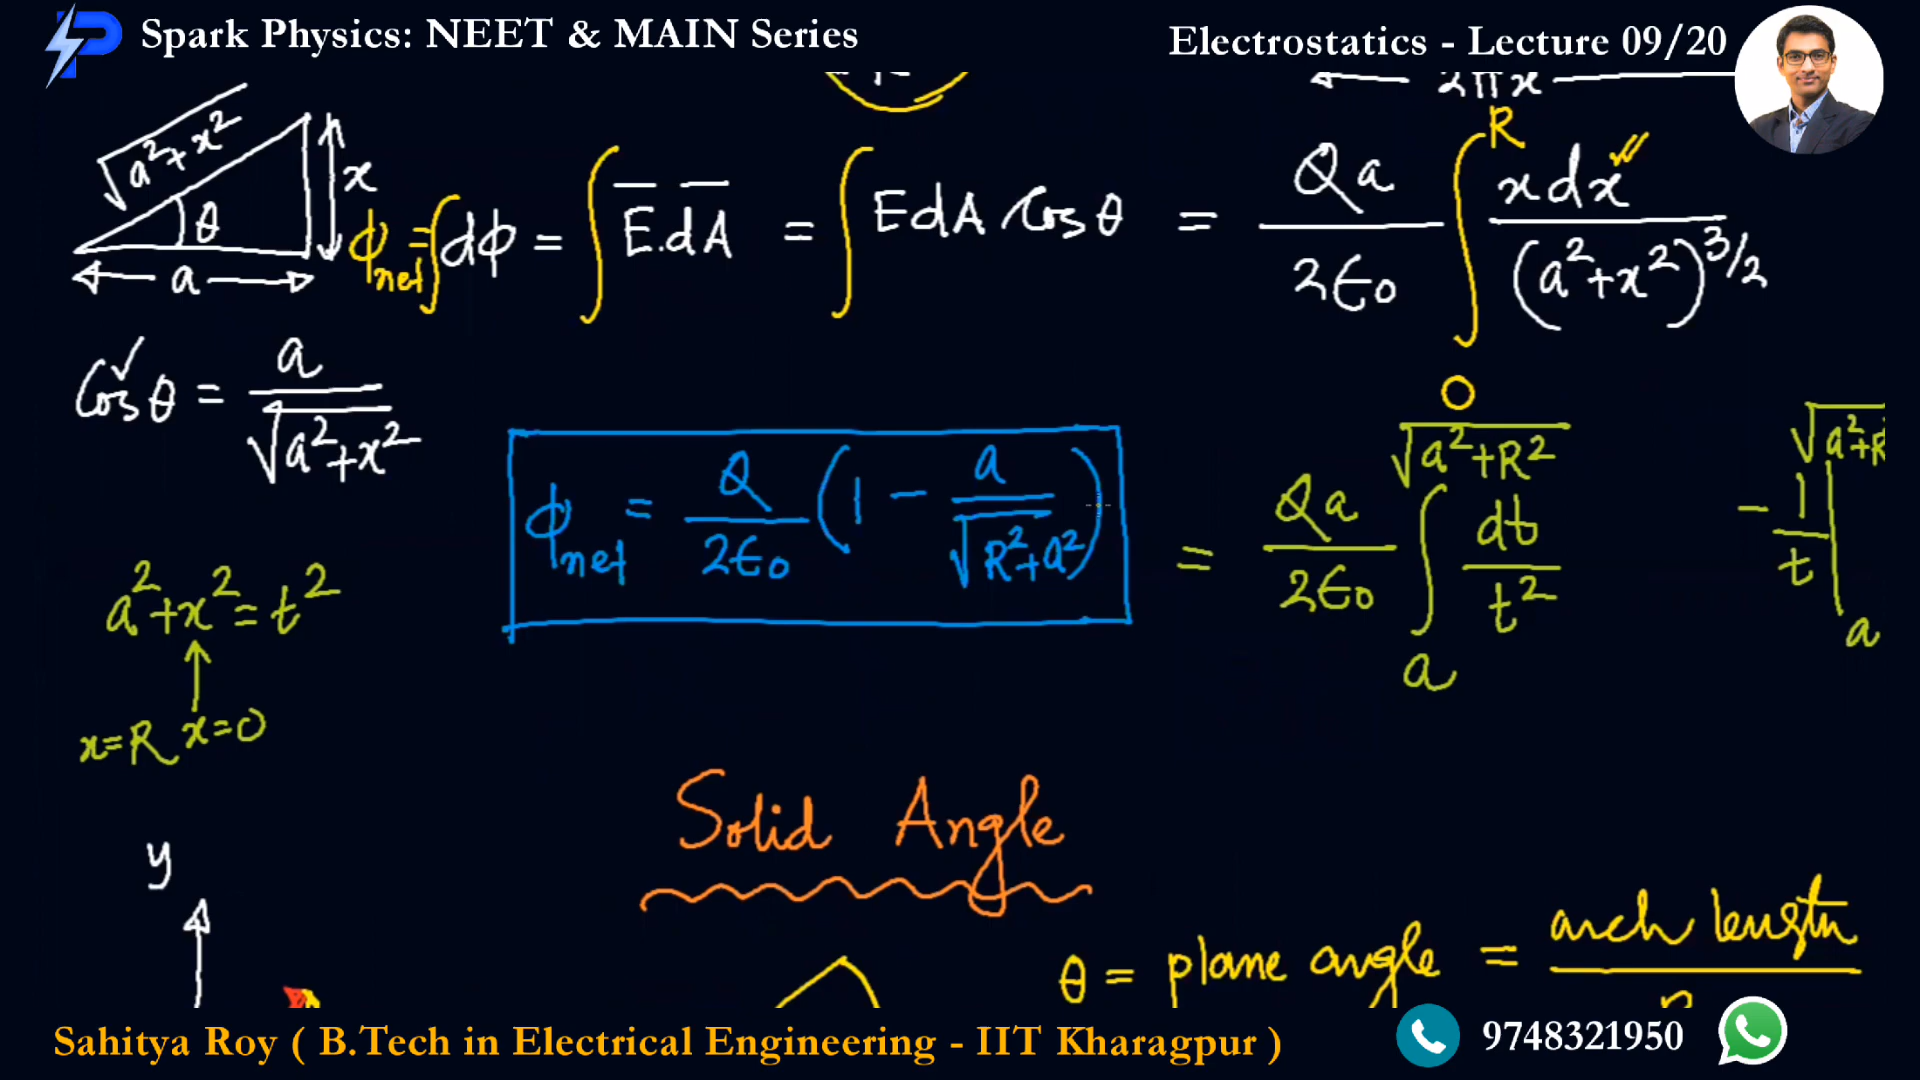 Spark Physics: NEET & MAIN Series
Electrostatics - Lecture 09/20
2πx
√a²+x²
x
θ
a
ϕnet = ∫dϕ = ∫E.dA = ∫EdA Cosθ = Qa/2ϵ0 ∫ 0 R xdx/(a²+x²)^3/2
Cosθ = a/√a²+x²
ϕnet = Q/2ϵ0 (1 - a/√R²+a²)
= Qa/2ϵ0 ∫ a √a²+R² dt/t²
-1/t | a √a²+R
a²+x²=t²
x=R x=0
Solid Angle
y
θ = plane angle = arch length
Sahitya Roy ( B.Tech in Electrical Engineering - IIT Kharagpur )
9748321950